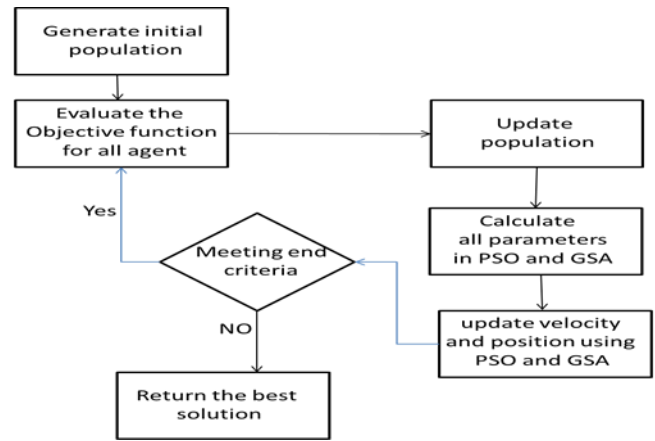 Generate initial
population
Evaluate the
Objective function
for all agent
Update
population
Calculate
all parameters
in PSO and GSA
update velocity
and position using
PSO and GSA
Meeting end
criteria
Yes
NO
Return the best
solution